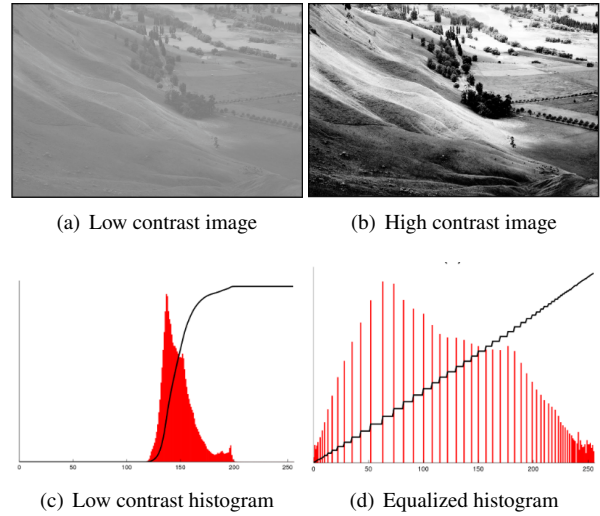 (a) Low contrast image
(b) High contrast image
0 50 100 150 200 250
0 50 100 150 200 250
(c) Low contrast histogram
(d) Equalized histogram